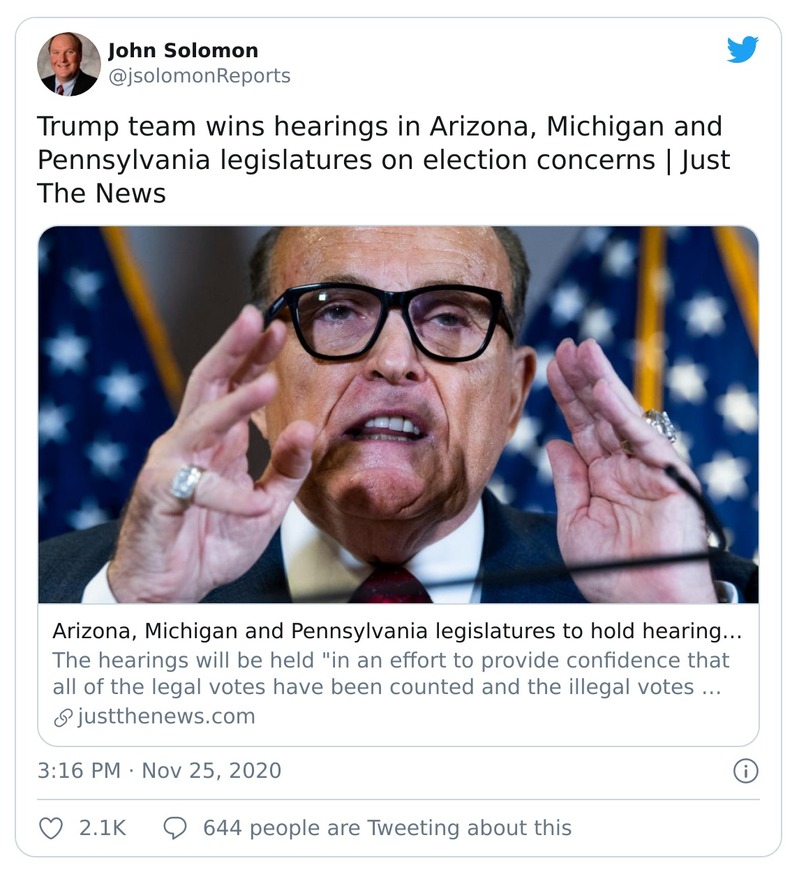 John Solomon
@jsolomonReports
Trump team wins hearings in Arizona, Michigan and
Pennsylvania legislatures on election concerns | Just
The News
Arizona, Michigan and Pennsylvania legislatures to hold hearing...
The hearings will be held "in an effort to provide confidence that
all of the legal votes have been counted and the illegal votes ...
justthenews.com
3:16 PM · Nov 25, 2020
2.1K 644 people are Tweeting about this